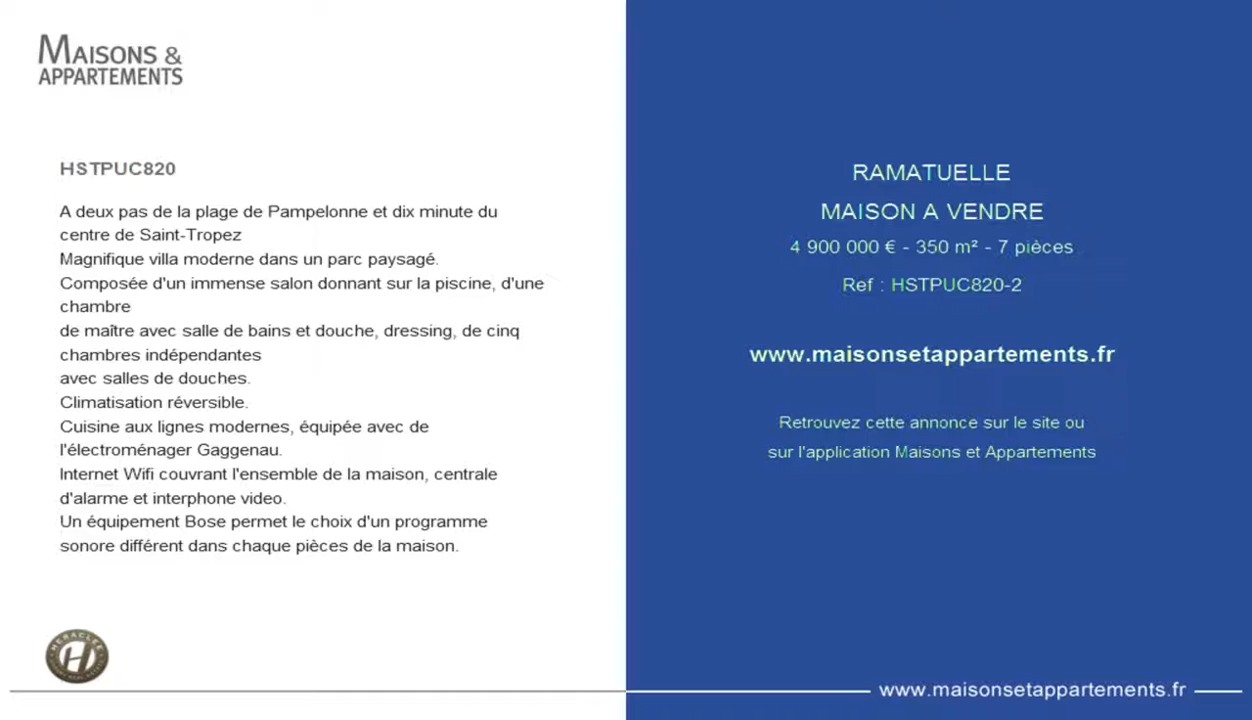 MAISONS &
APPARTEMENTS
HSTPUC820
A deux pas de la plage de Pampelonne et dix minute du
centre de Saint-Tropez
Magnifique villa moderne dans un parc paysagé.
Composée d'un immense salon donnant sur la piscine, d'une
chambre
de maître avec salle de bains et douche, dressing, de cinq
chambres indépendantes
avec salles de douches.
Climatisation réversible.
Cuisine aux lignes modernes, équipée avec de
l'électroménager Gaggenau.
Internet Wifi couvrant l'ensemble de la maison, centrale
d'alarme et interphone video.
Un équipement Bose permet le choix d'un programme
sonore différent dans chaque pièces de la maison.
HERACLEE
H
RAMATUELLE
MAISON A VENDRE
4 900 000 € - 350 m² - 7 pièces
Ref : HSTPUC820-2
www.maisonsetappartements.fr
Retrouvez cette annonce sur le site ou
sur l'application Maisons et Appartements
www.maisonsetappartements.fr